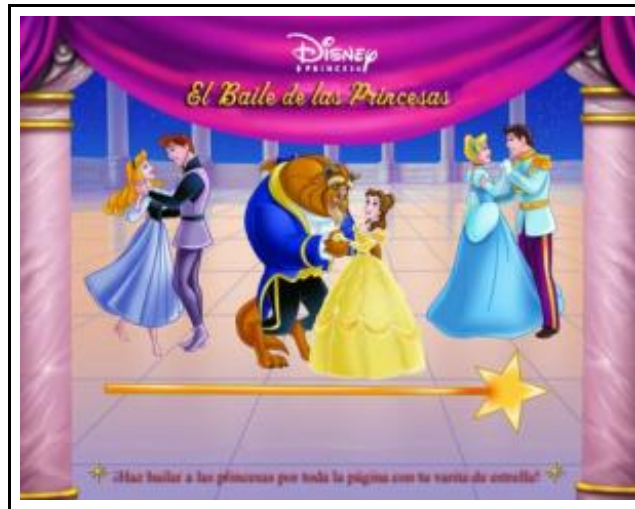 Disney
PRINCESS
El Baile de las Princesas
¡Haz bailar a las princesas por toda la página con tu varita de estrella!